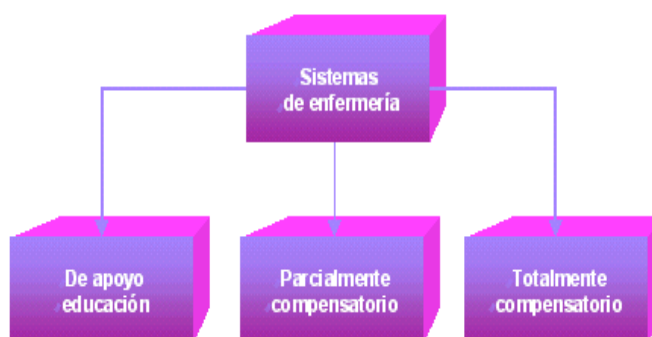 Sistemas
de enfermería
De apoyo
educación
Parcialmente
compensatorio
Totalmente
compensatorio